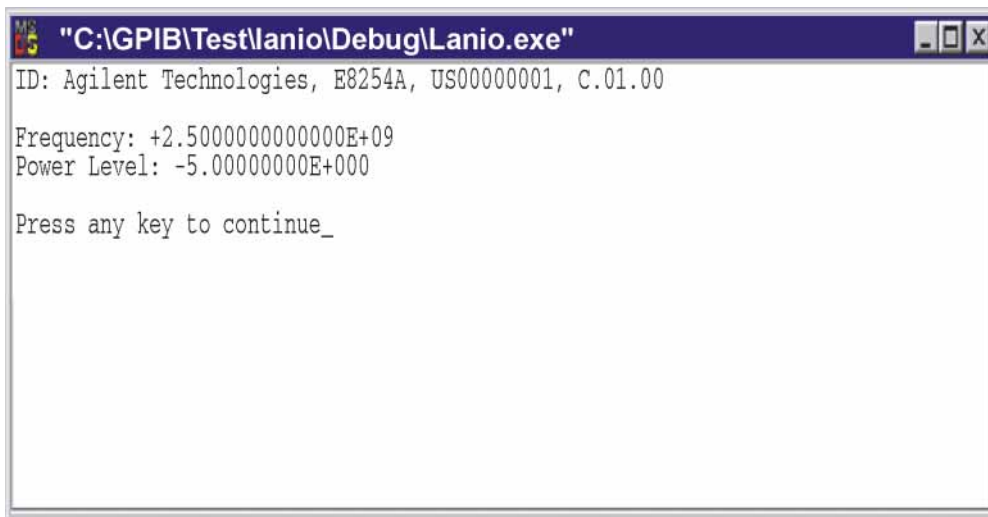 "C:\GPIB\Test\lanio\Debug\Lanio.exe"
ID: Agilent Technologies, E8254A, US00000001, C.01.00
Frequency: +2.5000000000000E+09
Power Level: -5.00000000E+000
Press any key to continue_